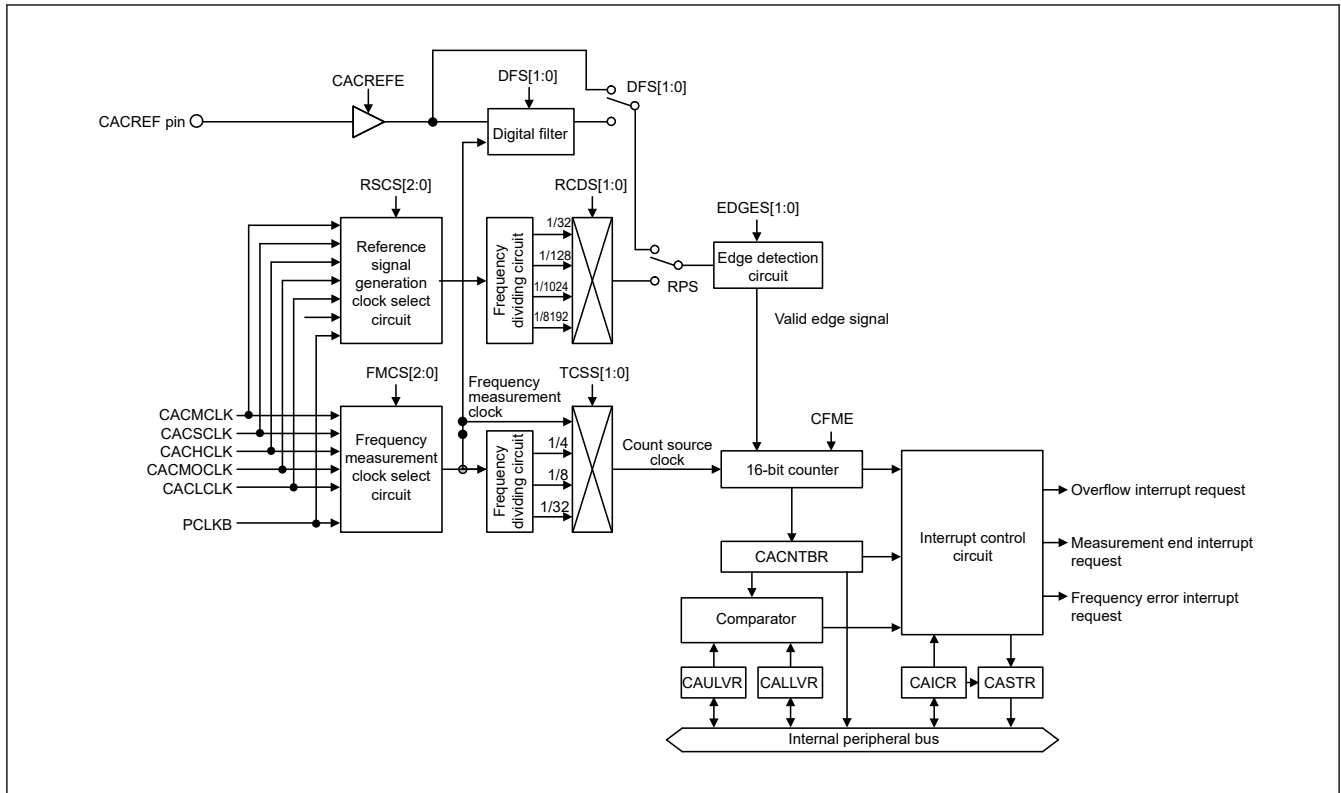 CACREFE
DFS[1:0]
DFS[1:0]
CACREF pin
Digital filter
RSCS[2:0]
RCDS[1:0]
EDGES[1:0]
Reference
signal
generation
clock select
circuit
Frequency
dividing circuit
1/32
1/128
1/1024
1/8192
RPS
Edge detection
circuit
Valid edge signal
FMCS[2:0]
Frequency
measurement
clock
TCSS[1:0]
CACMCLK
CACSCLK
CACHCLK
CACMOCLK
CACLCLK
PCLKB
Frequency
measurement
clock select
circuit
Frequency
dividing circuit
1/4
1/8
1/32
Count source
clock
CFME
16-bit counter
CACNTBR
Comparator
CAULVR
CALLVR
Interrupt control
circuit
Overflow interrupt request
Measurement end interrupt
request
Frequency error interrupt
request
CAICR
CASTR
Internal peripheral bus